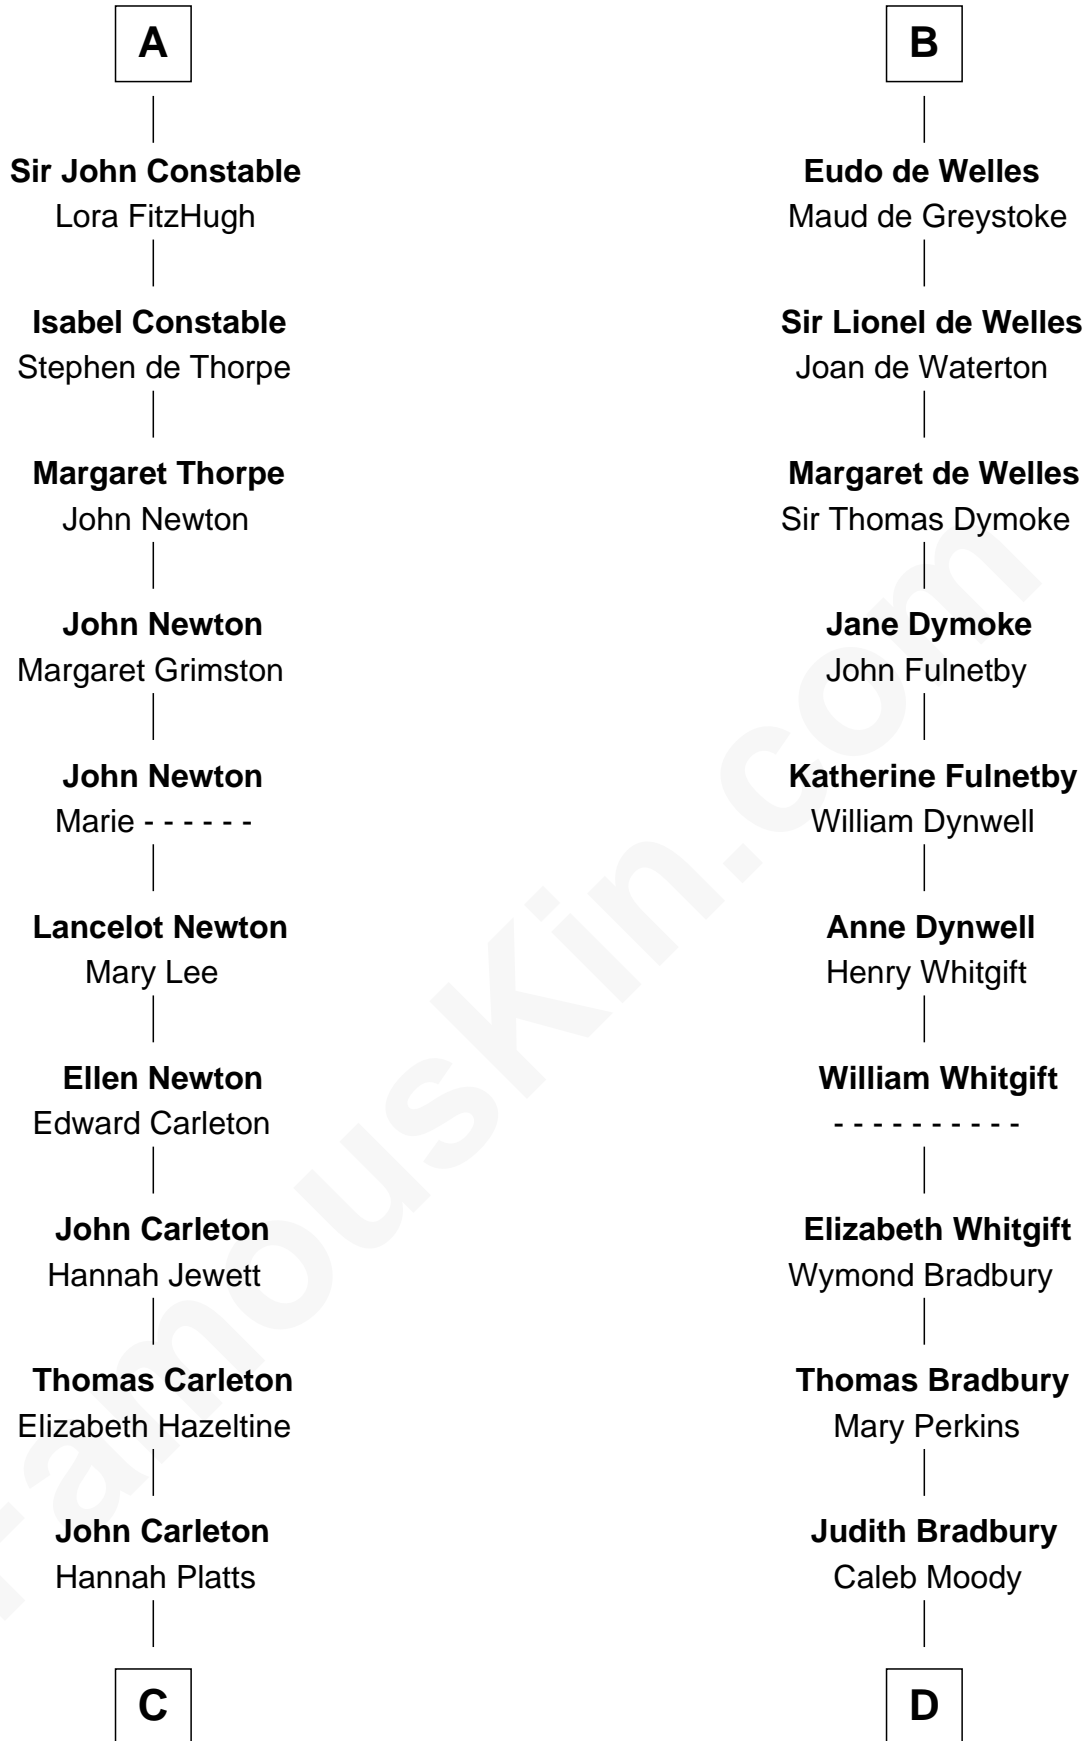 A
Sir John Constable
Lora FitzHugh
Isabel Constable
Stephen de Thorpe
Margaret Thorpe
John Newton
John Newton
Margaret Grimston
John Newton
Marie - - - - - -
Lancelot Newton
Mary Lee
Ellen Newton
Edward Carleton
John Carleton
Hannah Jewett
Thomas Carleton
Elizabeth Hazeltine
John Carleton
Hannah Platts
C
B
Eudo de Welles
Maud de Greystoke
Sir Lionel de Welles
Joan de Waterton
Margaret de Welles
Sir Thomas Dymoke
Jane Dymoke
John Fulnetby
Katherine Fulnetby
William Dynwell
Anne Dynwell
Henry Whitgift
William Whitgift
- - - - - - - - - -
Elizabeth Whitgift
Wymond Bradbury
Thomas Bradbury
Mary Perkins
Judith Bradbury
Caleb Moody
D
FamousKin.com